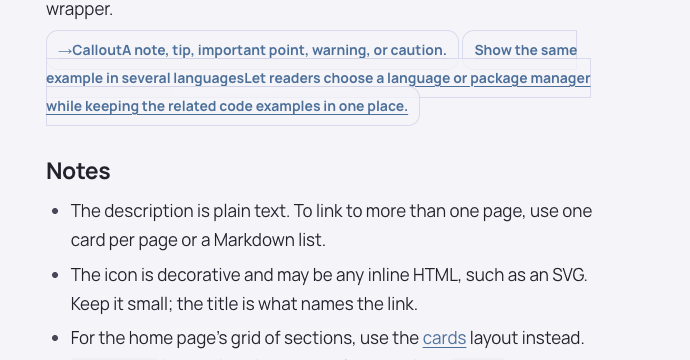 wrapper.
→CalloutA note, tip, important point, warning, or caution. Show the same
example in several languagesLet readers choose a language or package manager
while keeping the related code examples in one place.
Notes
• The description is plain text. To link to more than one page, use one
card per page or a Markdown list.
• The icon is decorative and may be any inline HTML, such as an SVG.
Keep it small; the title is what names the link.
• For the home page's grid of sections, use the cards layout instead.